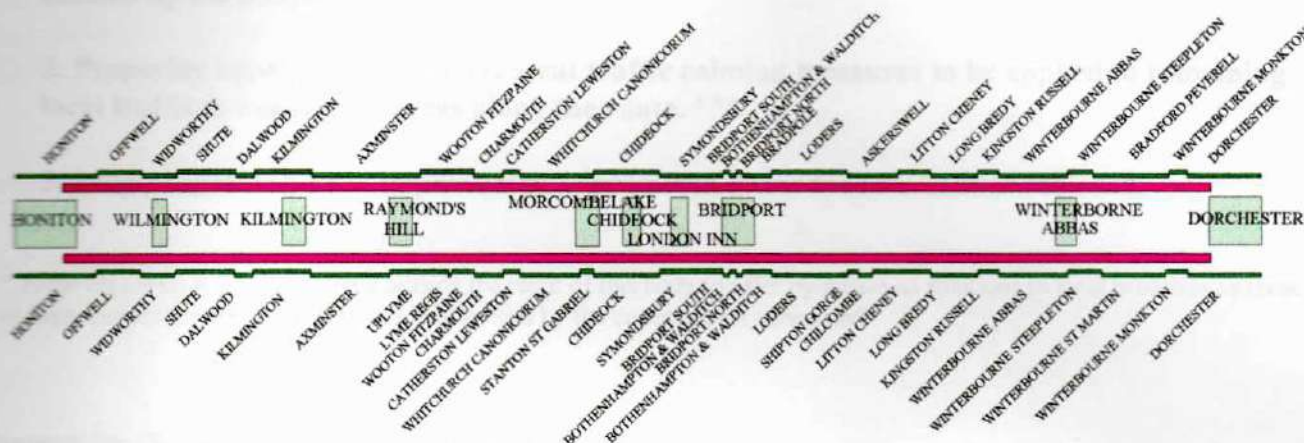 HONITON
OFFWELL
WIDWORTHY
SHUTE
DALWOOD
KILMINGTON
AXMINSTER
WOOTON FITZPAINE
CHARMOUTH
CATHERSTON LEWESTON
WHITCHURCH CANONICORUM
CHIDEOCK
SYMONDSBURY
BRIDPORT SOUTH
BOTHENHAMPTON & WALDITCH
BRIDPORT NORTH
BRADPOLE
LODERS
ASKERSWELL
LITTON CHENEY
LONG BREDY
KINGSTON RUSSELL
WINTERBOURNE ABBAS
WINTERBOURNE STEEPLETON
BRADFORD PEVERELL
WINTERBOURNE MONKTON
DORCHESTER
HONITON
WILMINGTON
KILMINGTON
RAYMOND'S
HILL
MORCOMBELAKE
CHIDEOCK
LONDON INN
BRIDPORT
WINTERBORNE
ABBAS
DORCHESTER
HONITON
OFFWELL
WIDWORTHY
SHUTE
DALWOOD
KILMINGTON
AXMINSTER
UPLYME
LYME REGIS
WOOTON FITZPAINE
CHARMOUTH
CATHERSTON LEWESTON
WHITCHURCH CANONICORUM
STANTON ST GABRIEL
CHIDEOCK
SYMONDSBURY
BRIDPORT SOUTH
BOTHENHAMPTON & WALDITCH
BRIDPORT NORTH
BOTHENHAMPTON & WALDITCH
LODERS
SHIPTON GORGE
CHILCOMBE
LITTON CHENEY
LONG BREDY
KINGSTON RUSSELL
WINTERBOURNE ABBAS
WINTERBOURNE STEEPLETON
WINTERBOURNE ST MARTIN
WINTERBOURNE MONKTON
DORCHESTER